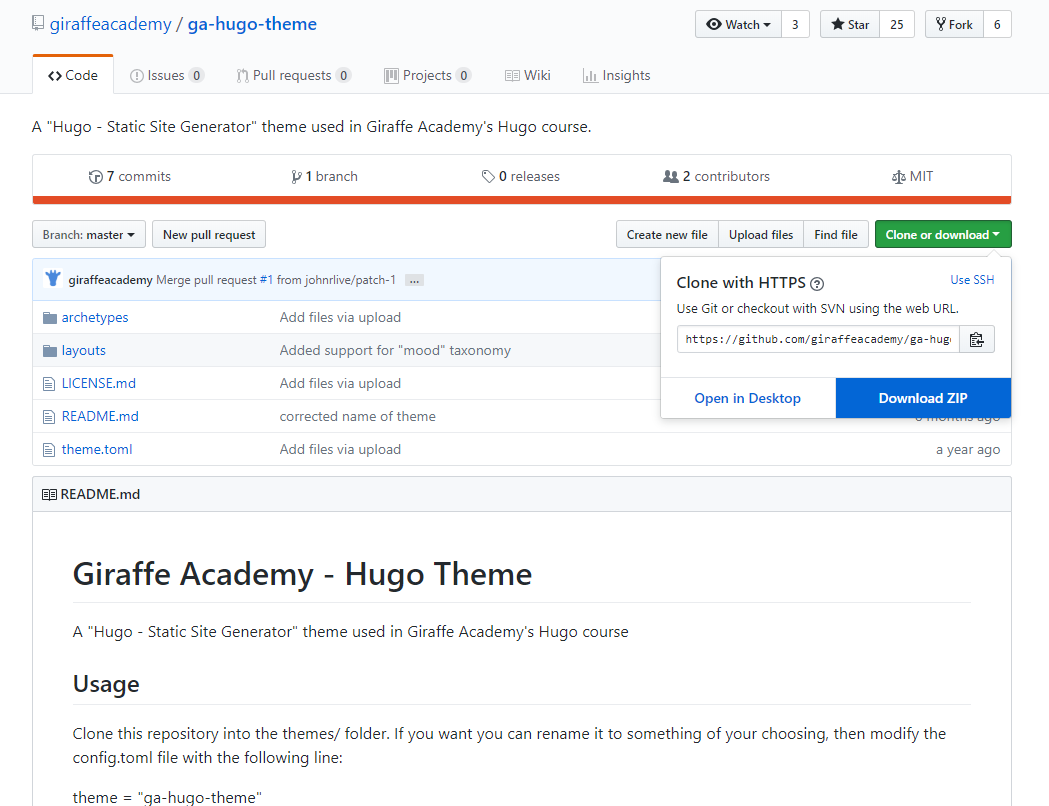 giraffeacademy / ga-hugo-theme
Watch 3 Star 25 Fork 6
Code Issues 0 Pull requests 0 Projects 0 Wiki Insights
A "Hugo - Static Site Generator" theme used in Giraffe Academy's Hugo course.
7 commits 1 branch 0 releases 2 contributors MIT
Branch: master New pull request Create new file Upload files Find file Clone or download
giraffeacademy Merge pull request #1 from johnrlive/patch-1 ...
archetypes Add files via upload
layouts Added support for "mood" taxonomy
LICENSE.md Add files via upload
README.md corrected name of theme months ago
theme.toml Add files via upload a year ago
Clone with HTTPS ? Use SSH
Use Git or checkout with SVN using the web URL.
https://github.com/giraffeacademy/ga-hug
Open in Desktop Download ZIP
README.md
Giraffe Academy - Hugo Theme
A "Hugo - Static Site Generator" theme used in Giraffe Academy's Hugo course
Usage
Clone this repository into the themes/ folder. If you want you can rename it to something of your choosing, then modify the
config.toml file with the following line:
theme = "ga-hugo-theme"